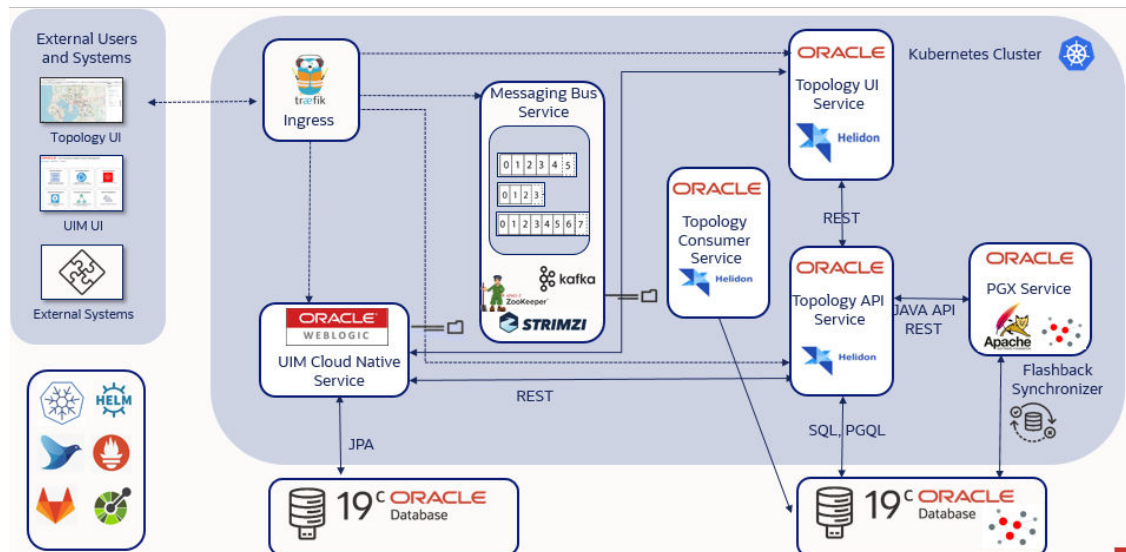 External Users
and Systems
Topology UI
UIM UI
External Systems
HELM
træfik
Ingress
Messaging Bus
Service
0 1 2 3 4 5
0 1 2 3
0 1 2 3 4 5 6 7
kafka
ZooKeeper
STRIMZI
ORACLE
WEBLOGIC
UIM Cloud Native
Service
REST
JPA
ORACLE
Topology
Consumer
Service
Helidon
ORACLE
Topology UI
Service
Helidon
REST
ORACLE
Topology API
Service
Helidon
JAVA API
REST
ORACLE
PGX Service
Apache
Kubernetes Cluster
Flashback
Synchronizer
SQL, PGQL
19c ORACLE
Database
19c ORACLE
Database